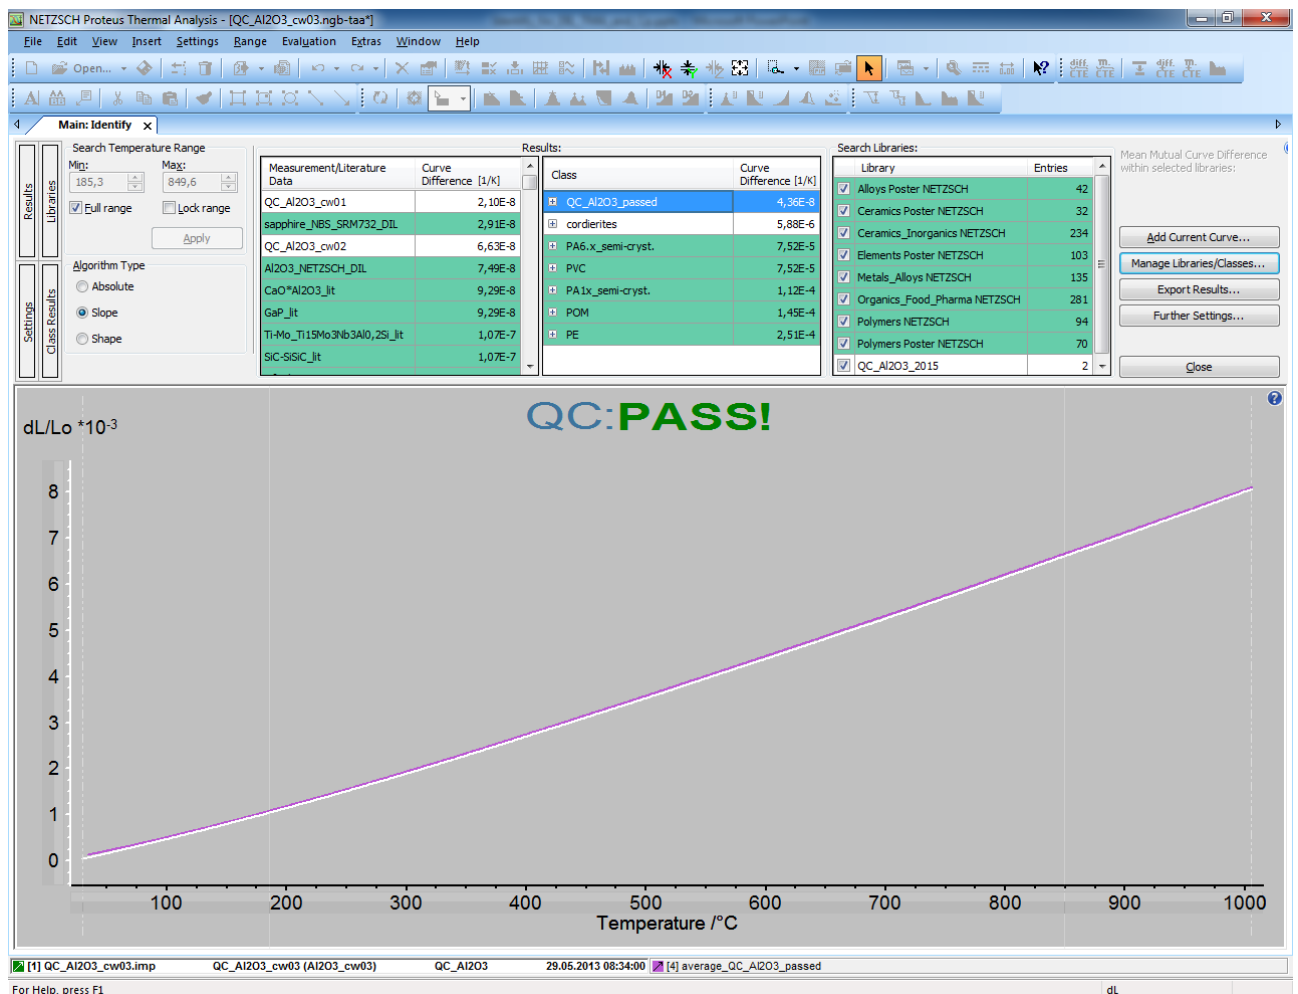 NETZSCH Proteus Thermal Analysis - [QC_Al2O3_cw03.ngb-taa*]
File Edit View Insert Settings Range Evaluation Extras Window Help
Open...
diff. CTE m. CTE diff. CTE m. CTE
Main: Identify x
Results
Libraries
Settings
Class Results
Search Temperature Range
Min: Max:
185,3 849,6
Full range Lock range
Apply
Algorithm Type
Absolute
Slope
Shape
Results:
Measurement/Literature Data Curve Difference [1/K]
QC_Al2O3_cw01 2,10E-8
sapphire_NBS_SRM732_DIL 2,91E-8
QC_Al2O3_cw02 6,63E-8
Al2O3_NETZSCH_DIL 7,49E-8
CaO*Al2O3_lit 9,29E-8
GaP_lit 9,29E-8
Ti-Mo_Ti15Mo3Nb3Al0,2Si_lit 1,07E-7
SiC-SiSiC_lit 1,07E-7
Class Curve Difference [1/K]
QC_Al2O3_passed 4,36E-8
cordierites 5,88E-6
PA6.x_semi-cryst. 7,52E-5
PVC 7,52E-5
PA1x_semi-cryst. 1,12E-4
POM 1,45E-4
PE 2,51E-4
Search Libraries:
Library Entries
Alloys Poster NETZSCH 42
Ceramics Poster NETZSCH 32
Ceramics_Inorganics NETZSCH 234
Elements Poster NETZSCH 103
Metals_Alloys NETZSCH 135
Organics_Food_Pharma NETZSCH 281
Polymers NETZSCH 94
Polymers Poster NETZSCH 70
QC_Al2O3_2015 2
Mean Mutual Curve Difference
within selected libraries:
Add Current Curve...
Manage Libraries/Classes...
Export Results...
Further Settings...
Close
QC:PASS!
dL/Lo *10-3
8
7
6
5
4
3
2
1
0
100 200 300 400 500 600 700 800 900 1000
Temperature /°C
[1] QC_Al2O3_cw03.imp QC_Al2O3_cw03 (Al2O3_cw03) QC_Al2O3 29.05.2013 08:34:00 [4] average_QC_Al2O3_passed
For Help, press F1 dL